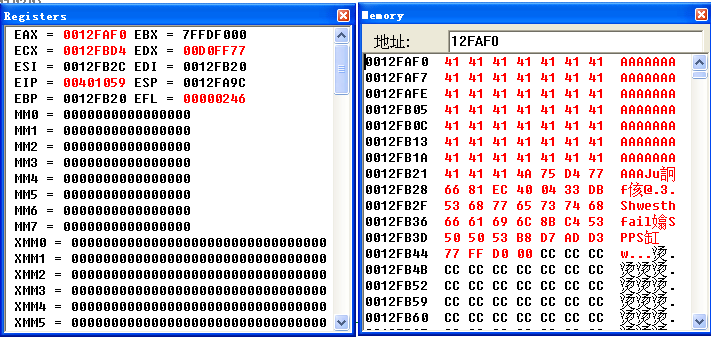 Registers
EAX = 0012FAF0 EBX = 7FFDF000
ECX = 0012FBD4 EDX = 00D0FF77
ESI = 0012FB2C EDI = 0012FB20
EIP = 00401059 ESP = 0012FA9C
EBP = 0012FB20 EFL = 00000246
MM0 = 0000000000000000
MM1 = 0000000000000000
MM2 = 0000000000000000
MM3 = 0000000000000000
MM4 = 0000000000000000
MM5 = 0000000000000000
MM6 = 0000000000000000
MM7 = 0000000000000000
XMM0 = 00000000000000000000000000000000
XMM1 = 00000000000000000000000000000000
XMM2 = 00000000000000000000000000000000
XMM3 = 00000000000000000000000000000000
XMM4 = 00000000000000000000000000000000
XMM5 = 00000000000000000000000000000000
Memory
地址: 12FAF0
0012FAF0 41 41 41 41 41 41 41 AAAAAAA
0012FAF7 41 41 41 41 41 41 41 AAAAAAA
0012FAFE 41 41 41 41 41 41 41 AAAAAAA
0012FB05 41 41 41 41 41 41 41 AAAAAAA
0012FB0C 41 41 41 41 41 41 41 AAAAAAA
0012FB13 41 41 41 41 41 41 41 AAAAAAA
0012FB1A 41 41 41 41 41 41 41 AAAAAAA
0012FB21 41 41 41 4A 75 D4 77 AAAJu詗
0012FB28 66 81 EC 40 04 33 DB f侅@.3.
0012FB2F 53 68 77 65 73 74 68 Shwesth
0012FB36 66 61 69 6C 8B C4 53 fail嬆S
0012FB3D 50 50 53 B8 D7 AD D3 PPS缸
0012FB44 77 FF D0 00 CC CC CC w...烫.
0012FB4B CC CC CC CC CC CC CC 烫烫烫.
0012FB52 CC CC CC CC CC CC CC 烫烫烫.
0012FB59 CC CC CC CC CC CC CC 烫烫烫.
0012FB60 CC CC CC CC CC CC CC 烫烫烫.